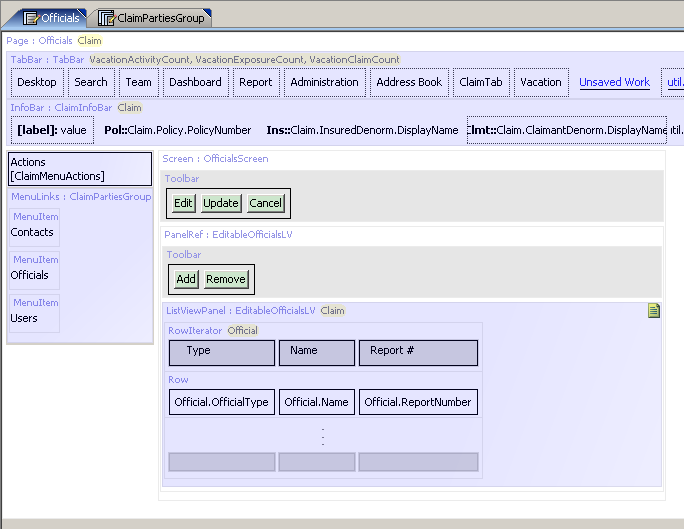 Officials ClaimPartiesGroup
Page : Officials Claim
TabBar : TabBar VacationActivityCount, VacationExposureCount, VacationClaimCount
Desktop Search Team Dashboard Report Administration Address Book ClaimTab Vacation Unsaved Work util.
InfoBar : ClaimInfoBar Claim
[label]: value Pol::Claim.Policy.PolicyNumber Ins::Claim.InsuredDenorm.DisplayName Clmt::Claim.ClaimantDenorm.DisplayName util.
Actions
[ClaimMenuActions]
MenuLinks : ClaimPartiesGroup
MenuItem
Contacts
MenuItem
Officials
MenuItem
Users
Screen : OfficialsScreen
Toolbar
Edit Update Cancel
PanelRef : EditableOfficialsLV
Toolbar
Add Remove
ListViewPanel : EditableOfficialsLV Claim
RowIterator Official
Type Name Report #
Row
Official.OfficialType Official.Name Official.ReportNumber